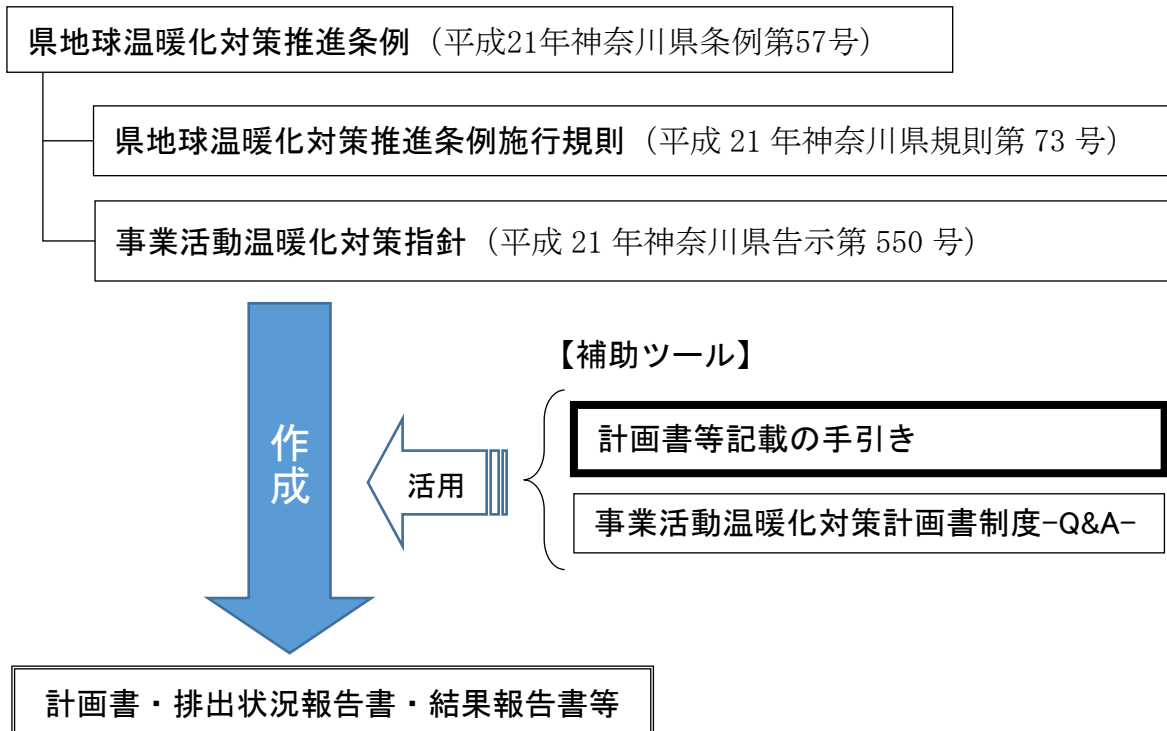 県地球温暖化対策推進条例（平成21年神奈川県条例第57号）
県地球温暖化対策推進条例施行規則（平成 21 年神奈川県規則第 73 号）
事業活動温暖化対策指針（平成 21 年神奈川県告示第 550 号）
【補助ツール】
計画書等記載の手引き
作成
活用
事業活動温暖化対策計画書制度-Q&A-
計画書・排出状況報告書・結果報告書等